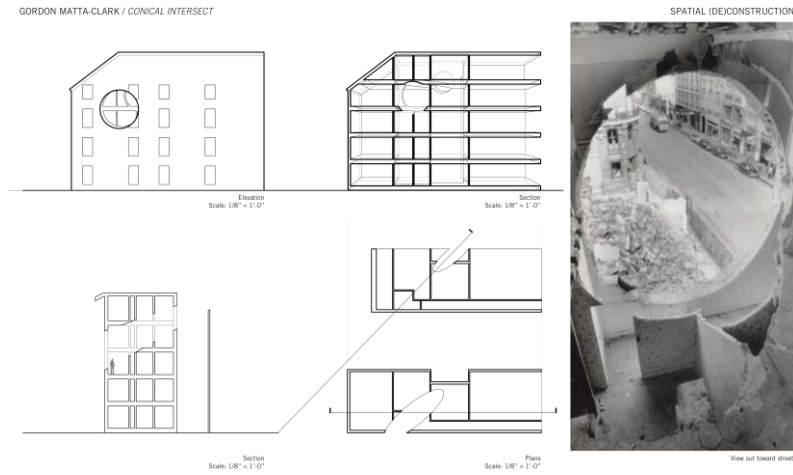 GORDON MATTA-CLARK / CONICAL INTERSECT
SPATIAL (DE)CONSTRUCTION
Elevation
Scale: 1/8" = 1'-0"
Section
Scale: 1/8" = 1'-0"
Section
Scale: 1/8" = 1'-0"
Plans
Scale: 1/8" = 1'-0"
View out toward street